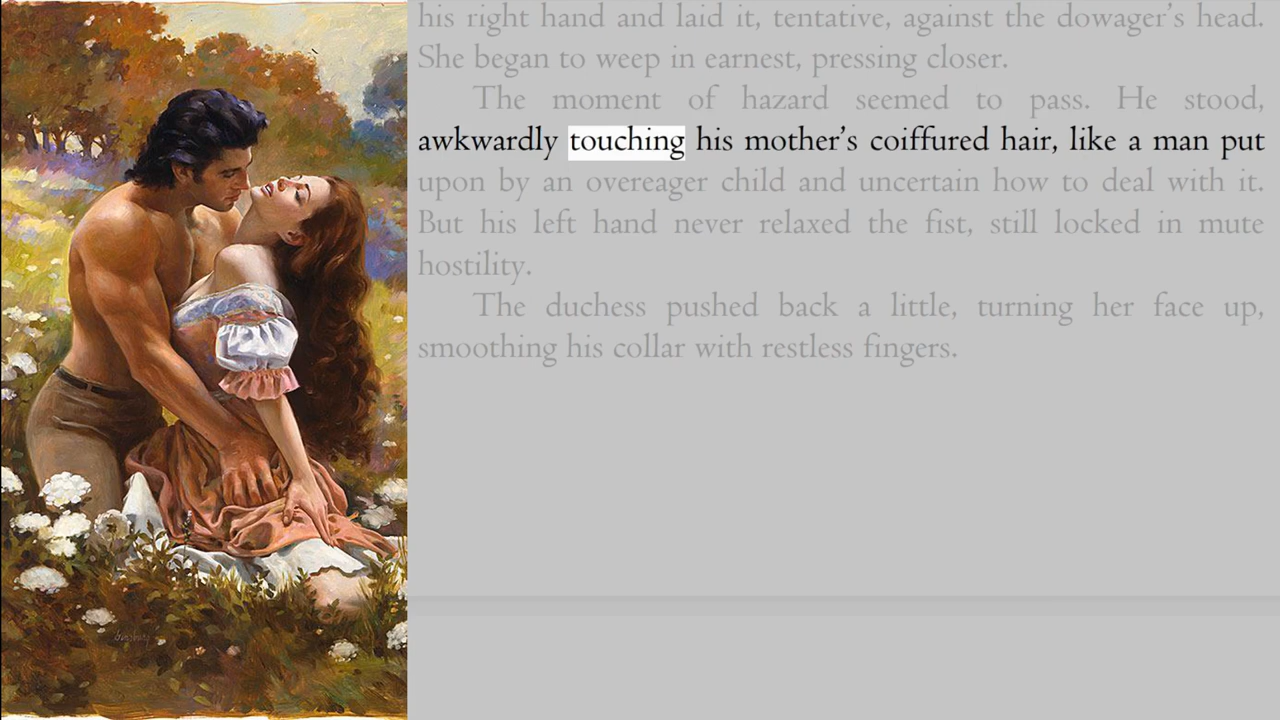 his right hand and laid it, tentative, against the dowager’s head.
She began to weep in earnest, pressing closer.
The moment of hazard seemed to pass. He stood,
awkwardly touching his mother’s coiffured hair, like a man put
upon by an overeager child and uncertain how to deal with it.
But his left hand never relaxed the fist, still locked in mute
hostility.
The duchess pushed back a little, turning her face up,
smoothing his collar with restless fingers.